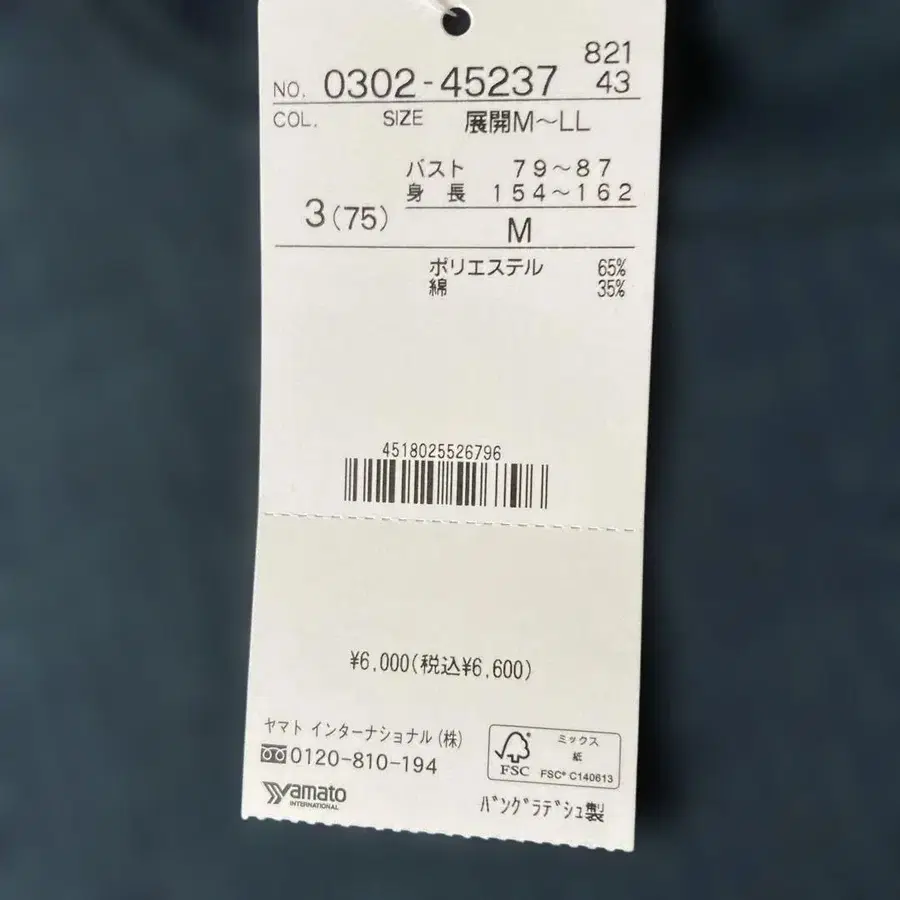 821
NO. 0302-45237 43
COL. SIZE 展開M～LL
バスト 79～87
身長 154～162
3(75) M
ポリエステル 65%
綿 35%
4518025526796
¥6,000(税込¥6,600)
ヤマト インターナショナル(株)
0120-810-194
yamato
INTERNATIONAL
FSC
ミックス
紙
FSC® C140613
バングラデシュ製